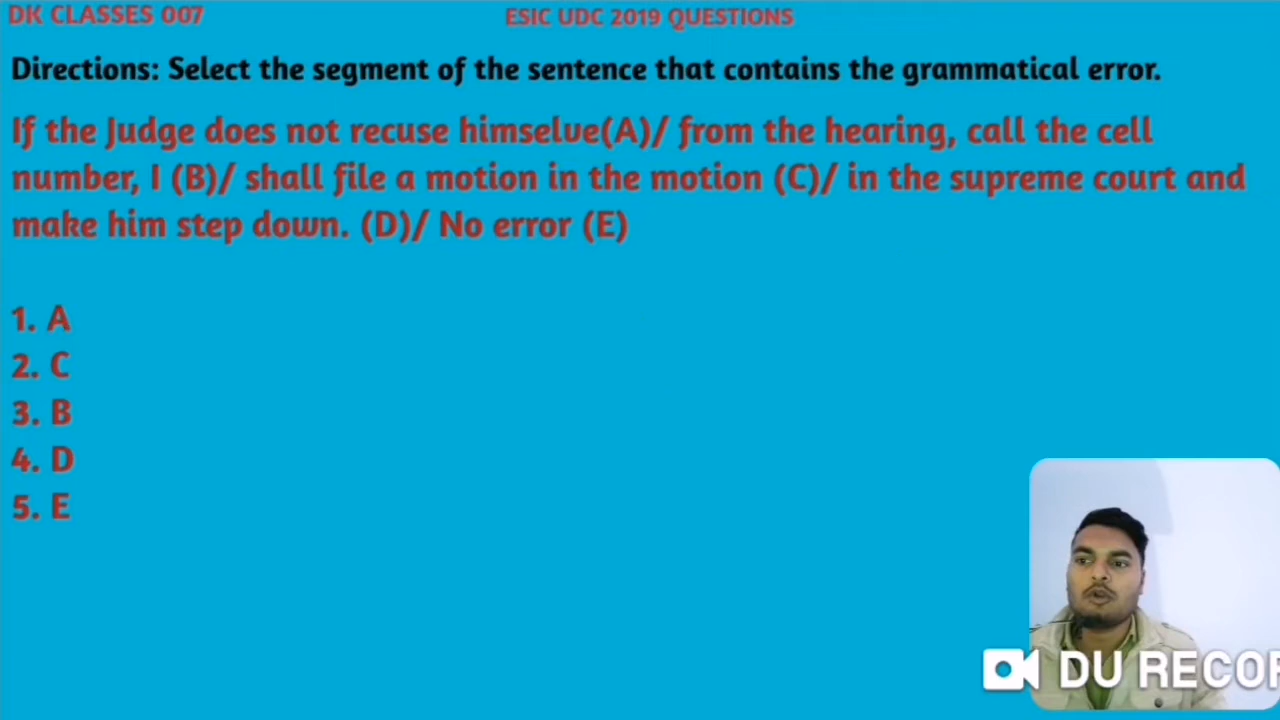 DK CLASSES 007
ESIC UDC 2019 QUESTIONS
Directions: Select the segment of the sentence that contains the grammatical error.
If the Judge does not recuse himselve(A)/ from the hearing, call the cell
number, I (B)/ shall file a motion in the motion (C)/ in the supreme court and
make him step down. (D)/ No error (E)
1. A
2. C
3. B
4. D
5. E
DU RECOR